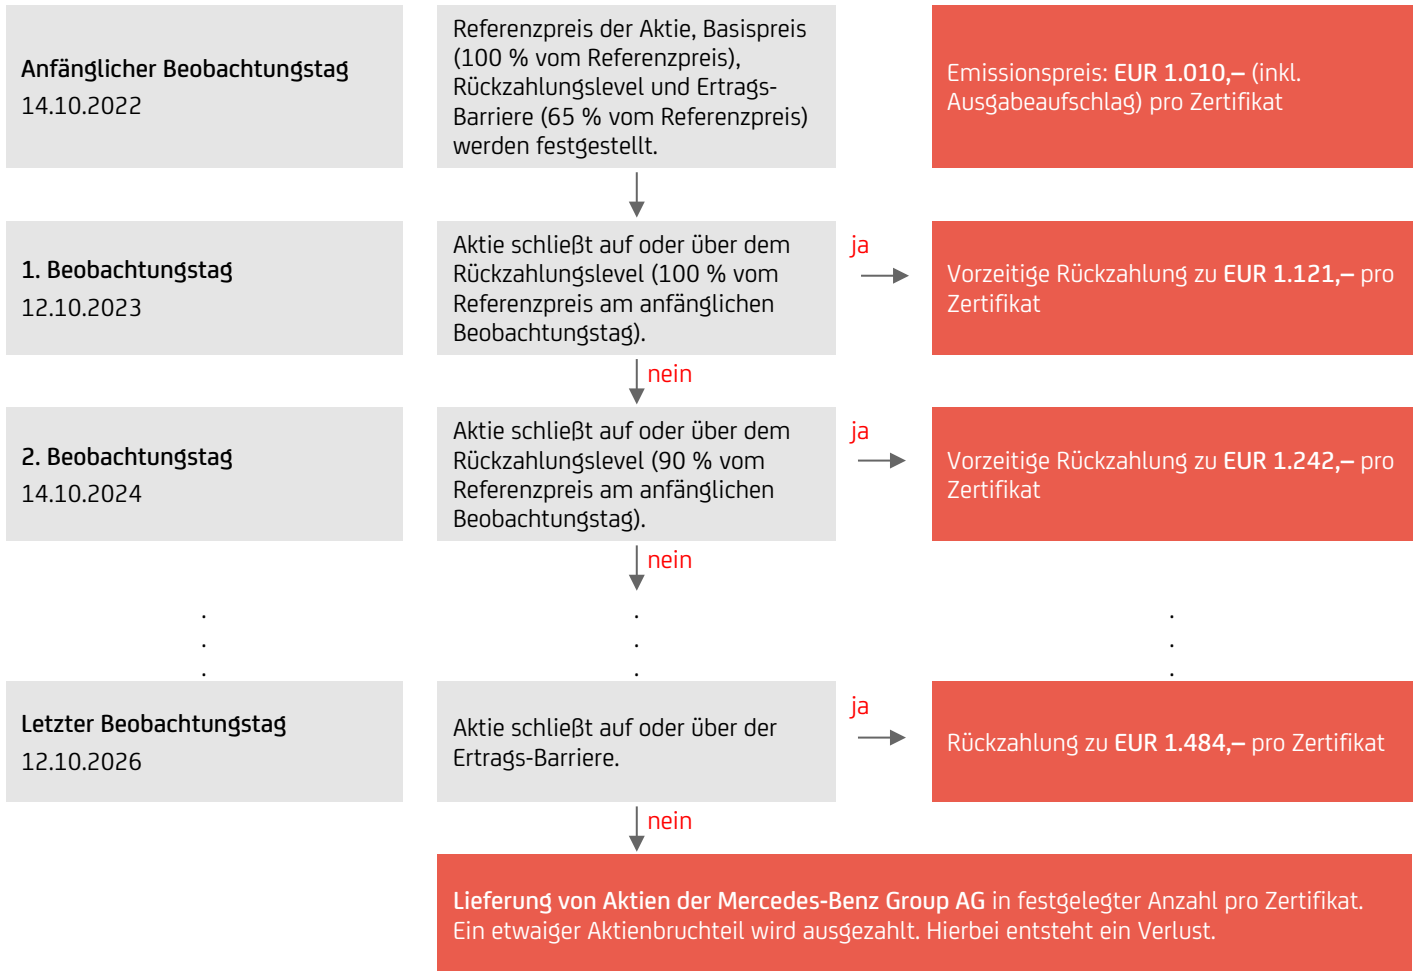 Anfänglicher Beobachtungstag
14.10.2022
Referenzpreis der Aktie, Basispreis
(100 % vom Referenzpreis),
Rückzahlungslevel und Ertrags-
Barriere (65 % vom Referenzpreis)
werden festgestellt.
Emissionspreis: EUR 1.010,– (inkl.
Ausgabeaufschlag) pro Zertifikat
1. Beobachtungstag
12.10.2023
Aktie schließt auf oder über dem
Rückzahlungslevel (100 % vom
Referenzpreis am anfänglichen
Beobachtungstag).
ja
Vorzeitige Rückzahlung zu EUR 1.121,– pro
Zertifikat
nein
2. Beobachtungstag
14.10.2024
Aktie schließt auf oder über dem
Rückzahlungslevel (90 % vom
Referenzpreis am anfänglichen
Beobachtungstag).
ja
Vorzeitige Rückzahlung zu EUR 1.242,– pro
Zertifikat
nein
. . .
. . .
. . .
Letzter Beobachtungstag
12.10.2026
Aktie schließt auf oder über der
Ertrags-Barriere.
ja
Rückzahlung zu EUR 1.484,– pro Zertifikat
nein
Lieferung von Aktien der Mercedes-Benz Group AG in festgelegter Anzahl pro Zertifikat.
Ein etwaiger Aktienbruchteil wird ausgezahlt. Hierbei entsteht ein Verlust.